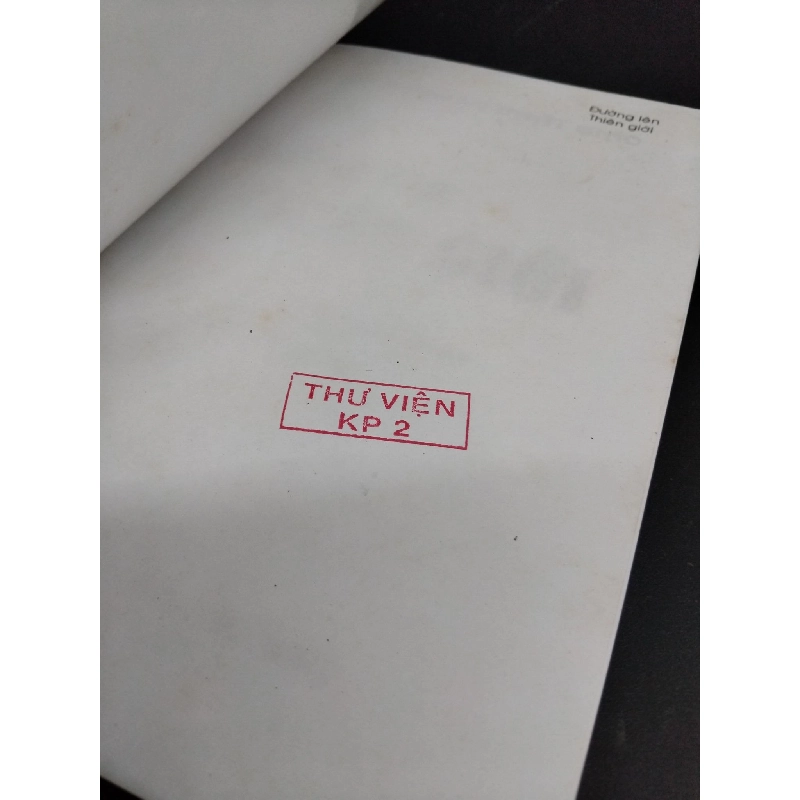 Đường lên
Thiên giới
THƯ VIỆN
KP 2